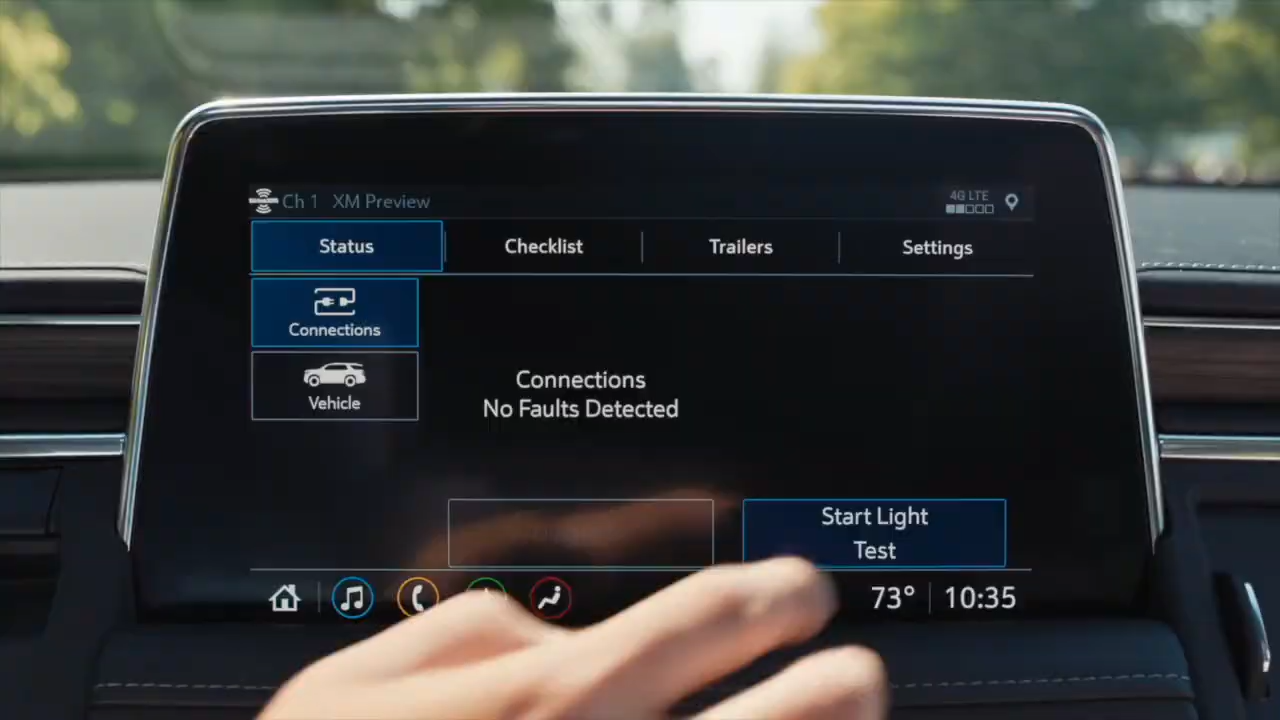 Ch 1 XM Preview
4G LTE
Status
Checklist
Trailers
Settings
Connections
Vehicle
Connections
No Faults Detected
Start Light
Test
73°
10:35